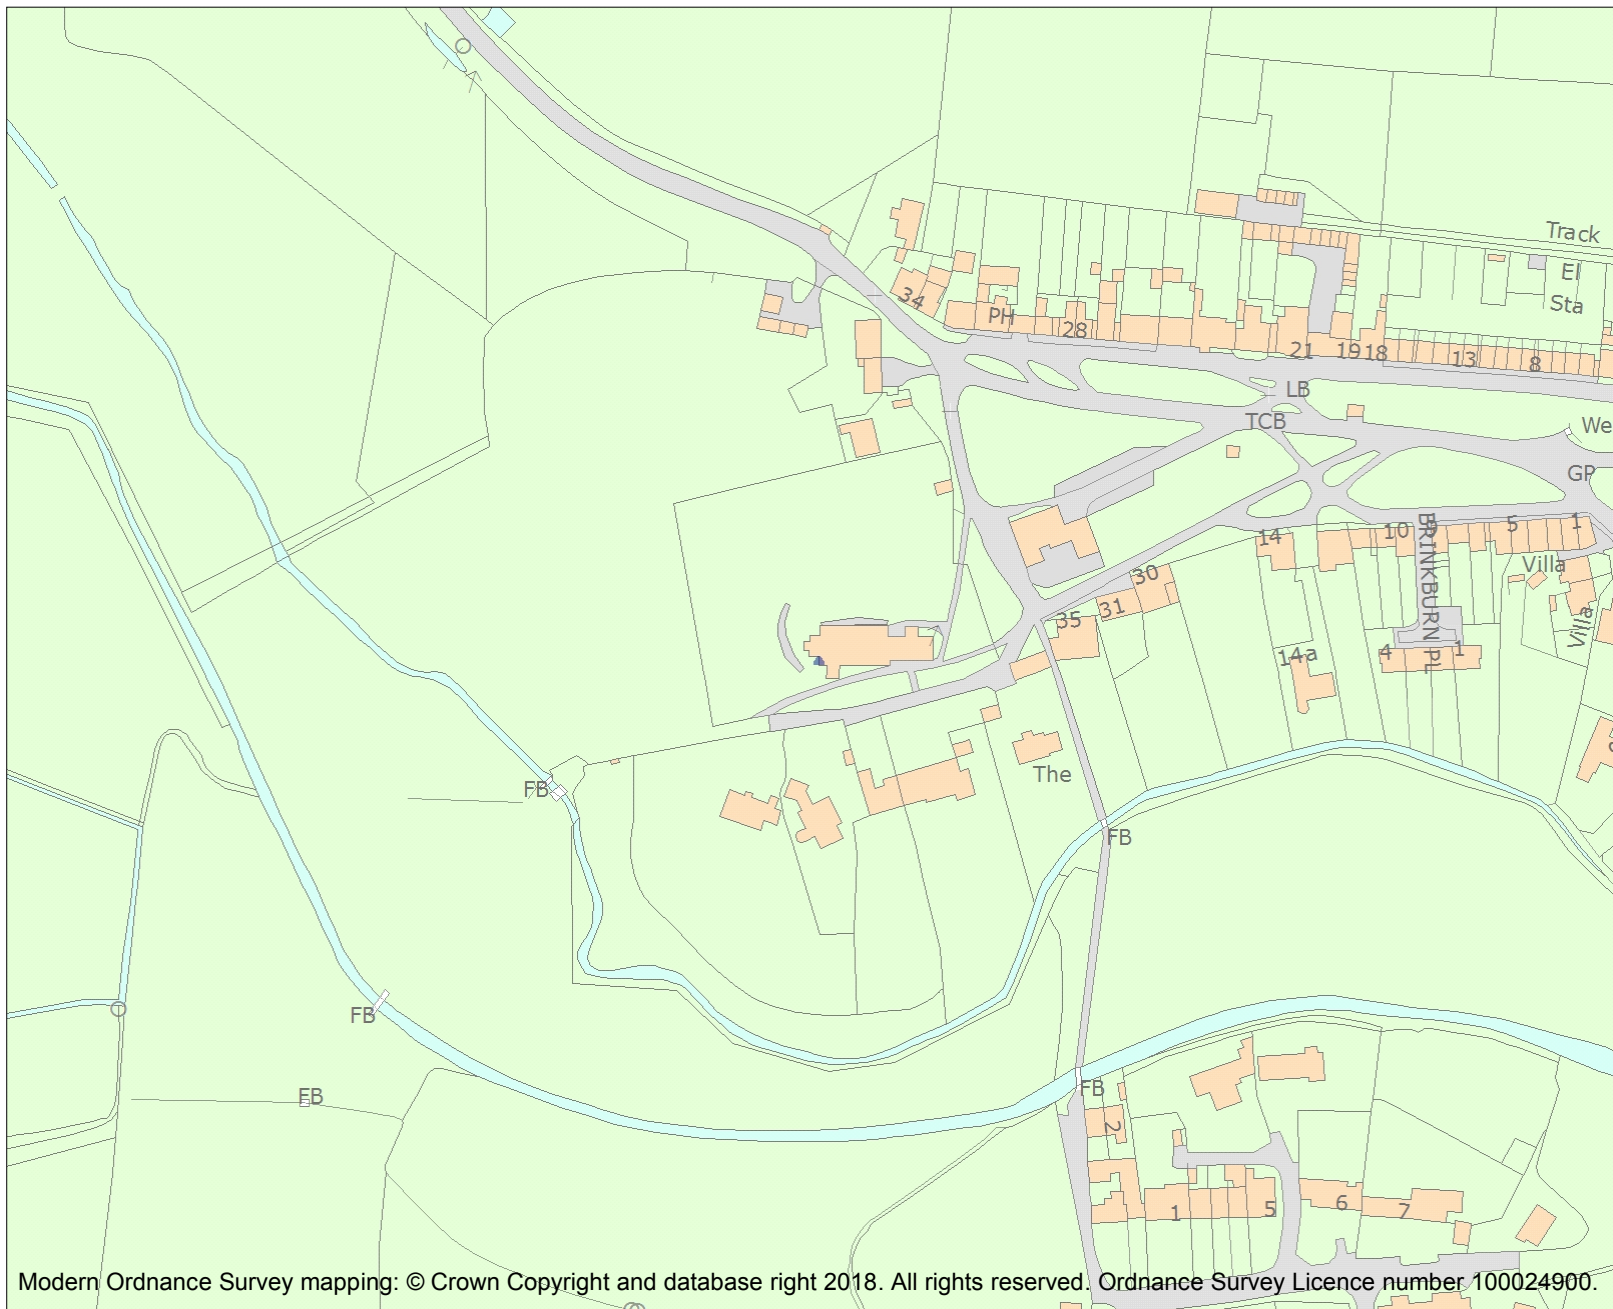 Track
El
Sta
34
PH
28
21
19
18
13
8
LB
TCB
We
GP
BRINKBURN PL
14
10
9
5
1
Villa
Villa
30
31
35
14a
4
1
The
FB
FB
FB
FB
FB
2
1
5
6
7
Modern Ordnance Survey mapping: © Crown Copyright and database right 2018. All rights reserved. Ordnance Survey Licence number 100024900.